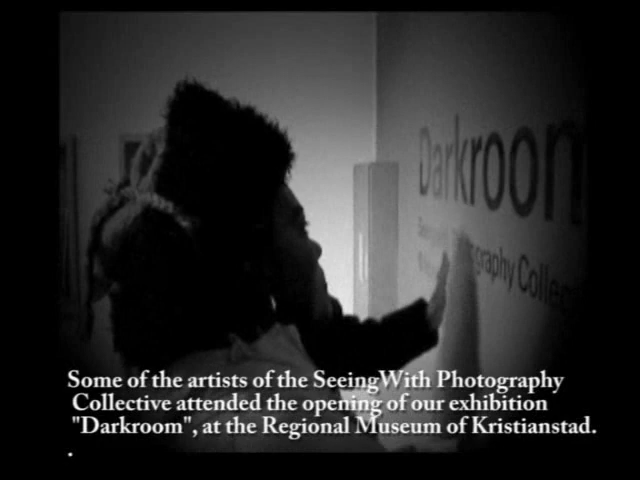 Darkroom
graphy Collec
Some of the artists of the SeeingWith Photography
Collective attended the opening of our exhibition
"Darkroom", at the Regional Museum of Kristianstad.
.